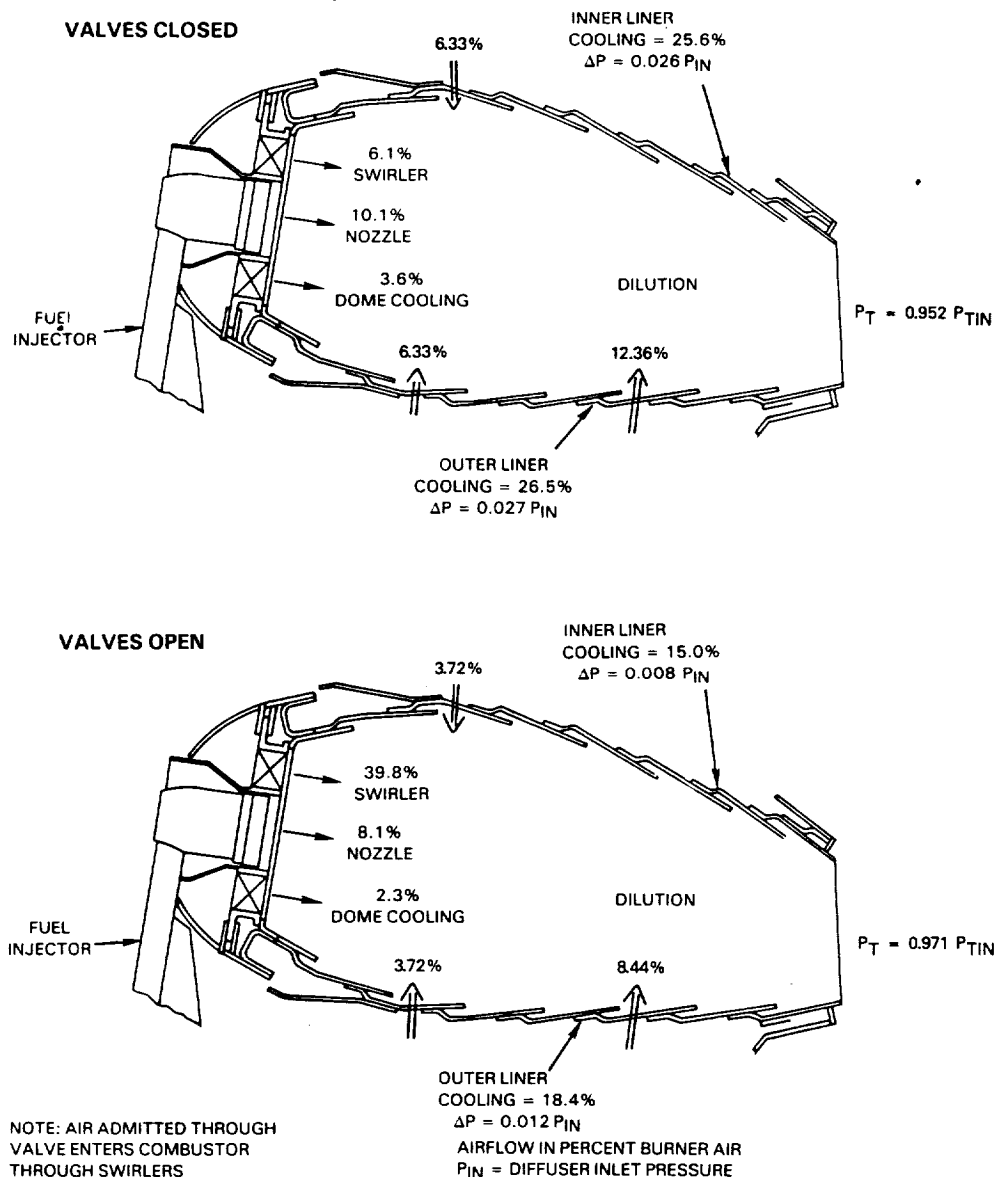 VALVES CLOSED
6.33%
INNER LINER
COOLING = 25.6%
ΔP = 0.026 PIN
6.1%
SWIRLER
10.1%
NOZZLE
3.6%
DOME COOLING
DILUTION
FUEI
INJECTOR
PT = 0.952 PTIN
6.33%
12.36%
OUTER LINER
COOLING = 26.5%
ΔP = 0.027 PIN
VALVES OPEN
3.72%
INNER LINER
COOLING = 15.0%
ΔP = 0.008 PIN
39.8%
SWIRLER
8.1%
NOZZLE
2.3%
DOME COOLING
DILUTION
FUEL
INJECTOR
PT = 0.971 PTIN
3.72%
8.44%
OUTER LINER
COOLING = 18.4%
ΔP = 0.012 PIN
NOTE: AIR ADMITTED THROUGH
VALVE ENTERS COMBUSTOR
THROUGH SWIRLERS
AIRFLOW IN PERCENT BURNER AIR
PIN = DIFFUSER INLET PRESSURE